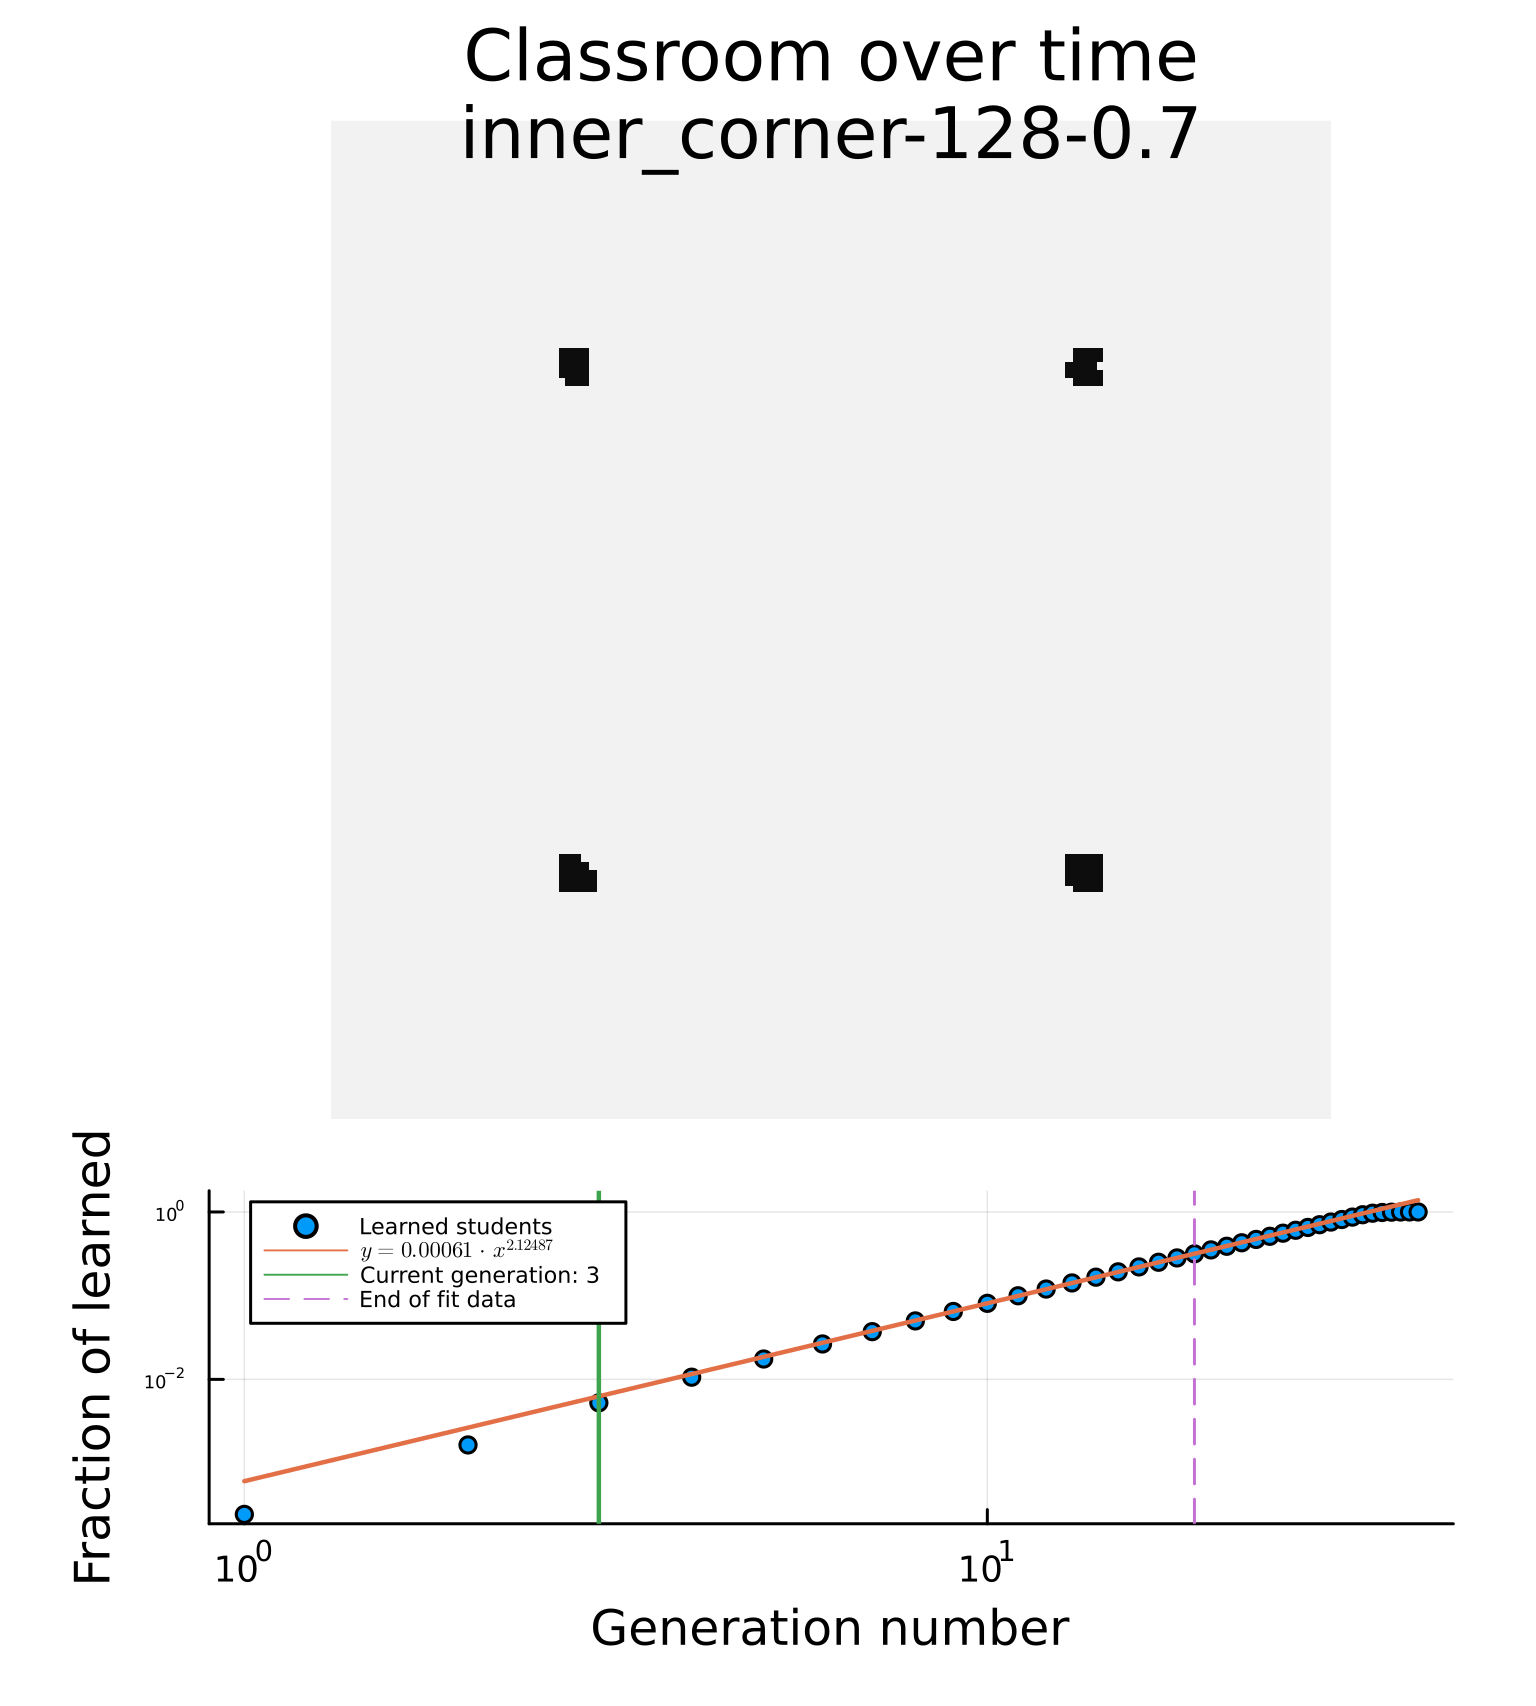 Classroom over time
inner_corner-128-0.7
Fraction of learned
10^0
10^−2
Learned students
y = 0.00061 · x^2.12487
Current generation: 3
End of fit data
10^0
10^1
Generation number